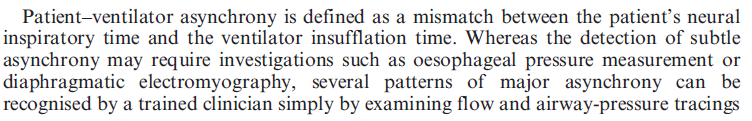 Patient–ventilator asynchrony is defined as a mismatch between the patient's neural
inspiratory time and the ventilator insufflation time. Whereas the detection of subtle
asynchrony may require investigations such as oesophageal pressure measurement or
diaphragmatic electromyography, several patterns of major asynchrony can be
recognised by a trained clinician simply by examining flow and airway-pressure tracings